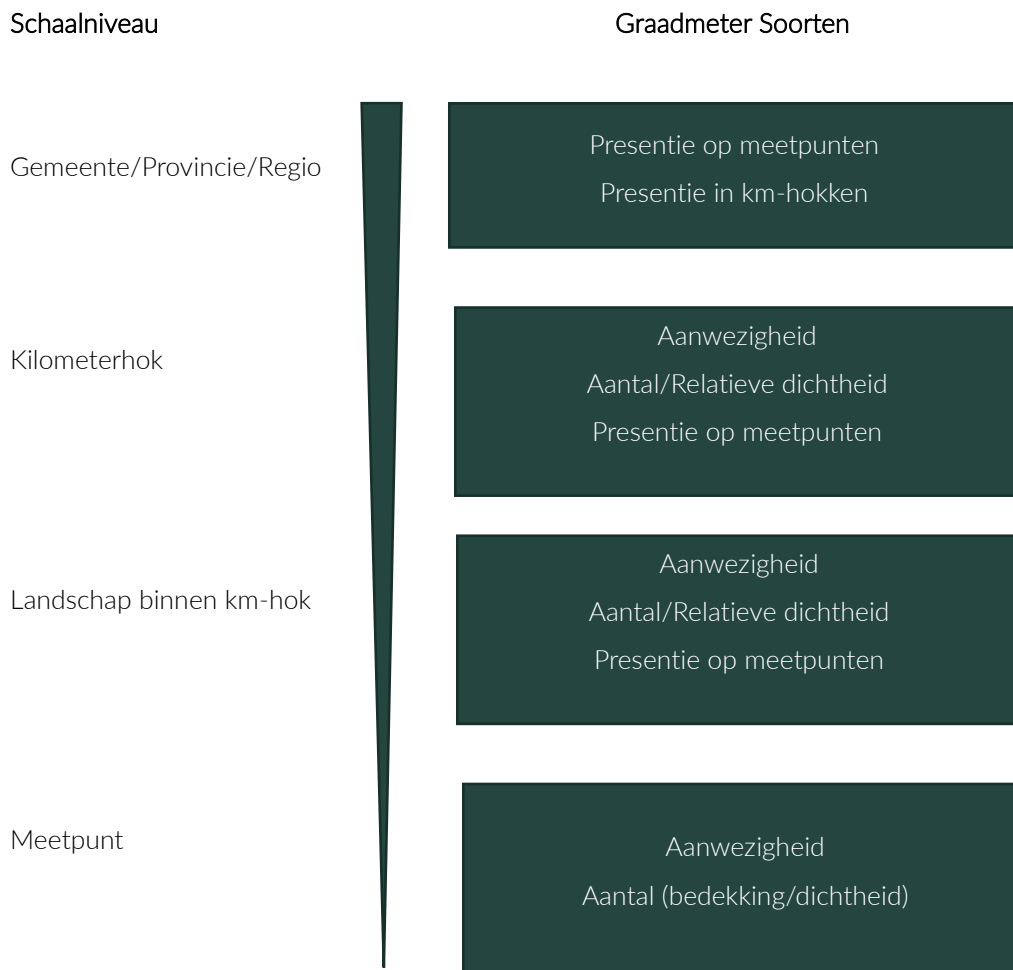 Schaalniveau
Graadmeter Soorten
Gemeente/Provincie/Regio
Presentie op meetpunten
Presentie in km-hokken
Kilometerhok
Aanwezigheid
Aantal/Relatieve dichtheid
Presentie op meetpunten
Landschap binnen km-hok
Aanwezigheid
Aantal/Relatieve dichtheid
Presentie op meetpunten
Meetpunt
Aanwezigheid
Aantal (bedekking/dichtheid)